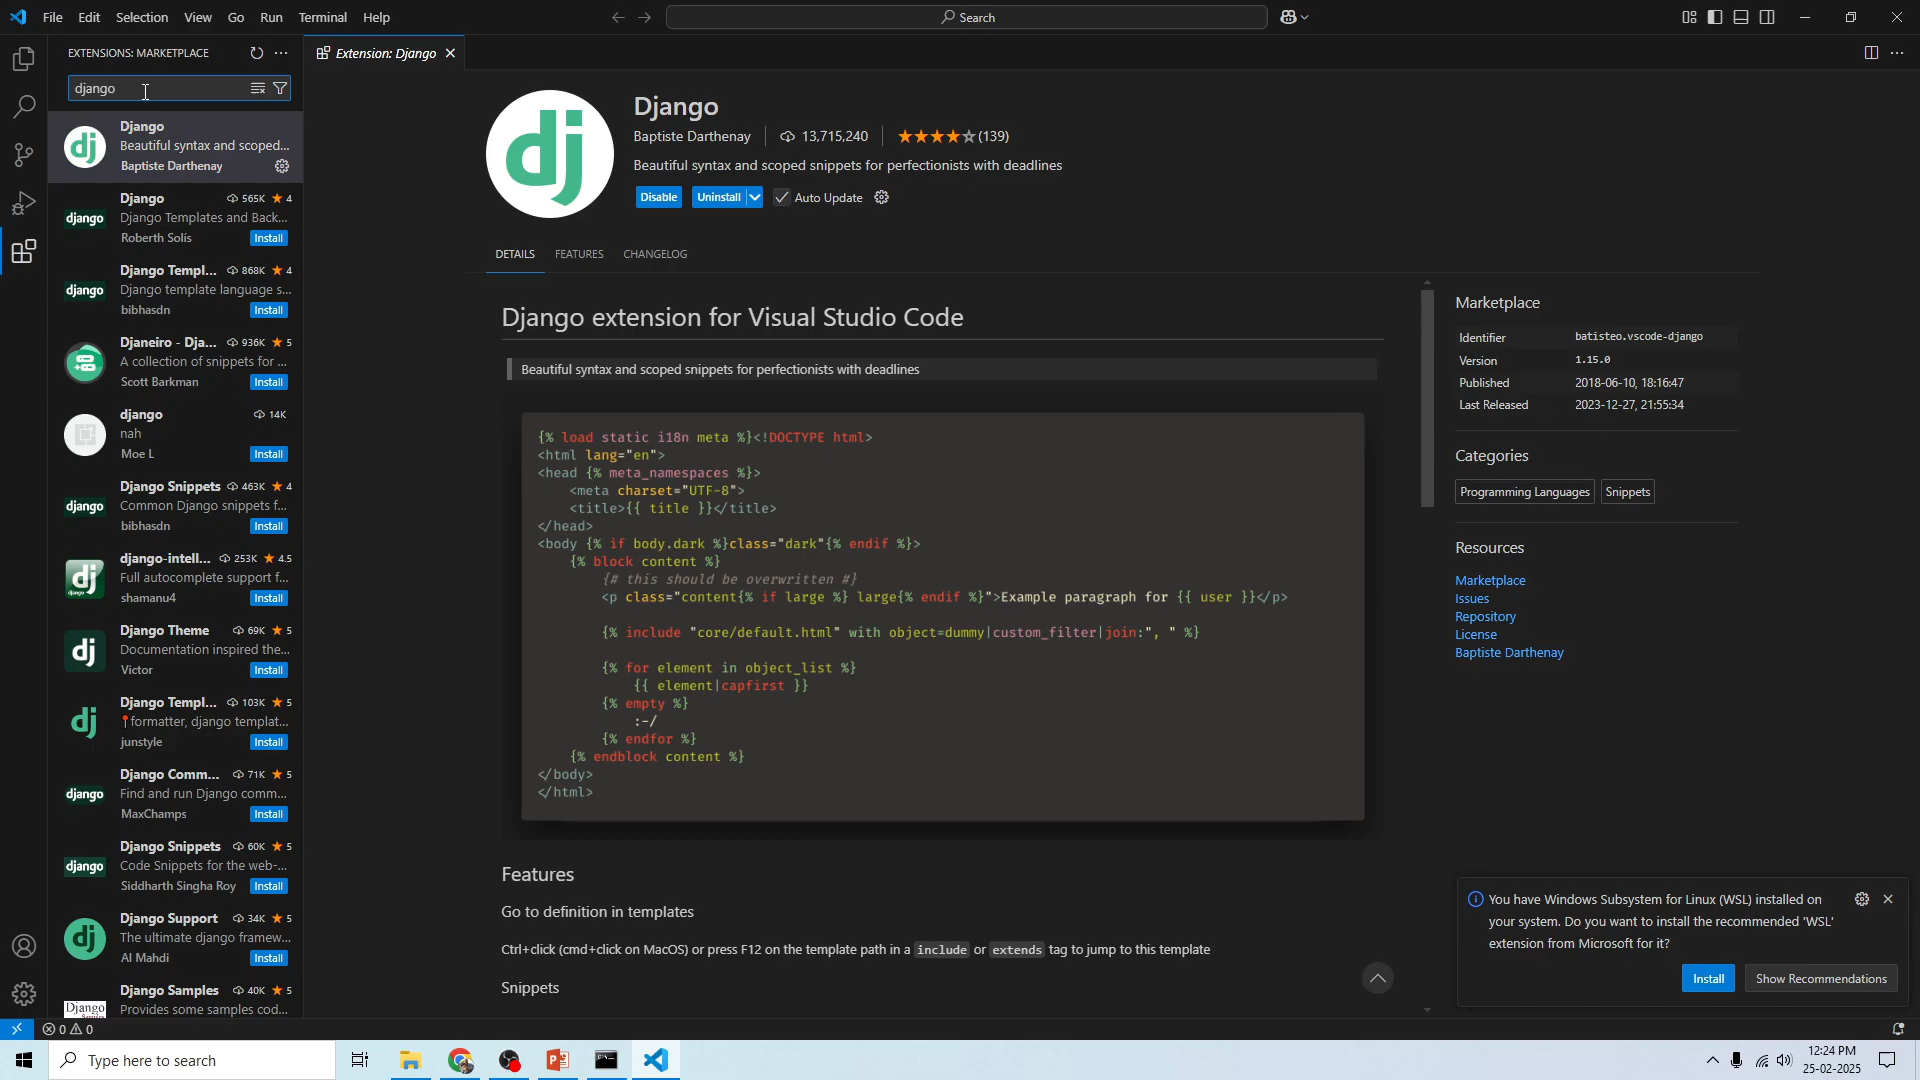 File Edit Selection View Go Run Terminal Help
Search
EXTENSIONS: MARKETPLACE
django
Django
Beautiful syntax and scoped...
Baptiste Darthenay
Django 565K ★ 4
django
Django Templates and Back...
Roberth Solís Install
Django Templ... 868K ★ 4
django
Django template language s...
bibhasdn Install
Djaneiro - Dja... 936K ★ 5
A collection of snippets for ...
Scott Barkman Install
django 14K
nah
Moe L Install
Django Snippets 463K ★ 4
django
Common Django snippets f...
bibhasdn Install
django-intell... 253K ★ 4.5
Full autocomplete support f...
shamanu4 Install
Django Theme 69K ★ 5
Documentation inspired the...
Victor Install
Django Templ... 103K ★ 5
formatter, django templat...
junstyle Install
Django Comm... 71K ★ 5
django
Find and run Django comm...
MaxChamps Install
Django Snippets 60K ★ 5
django
Code Snippets for the web-...
Siddharth Singha Roy Install
Django Support 34K ★ 5
The ultimate django framew...
Al Mahdi Install
Django Samples 40K ★ 5
Django
Provides some samples cod...
Extension: Django
dj
Django
Baptiste Darthenay 13,715,240 ★★★★☆ (139)
Beautiful syntax and scoped snippets for perfectionists with deadlines
Disable Uninstall Auto Update
DETAILS FEATURES CHANGELOG
Django extension for Visual Studio Code
Beautiful syntax and scoped snippets for perfectionists with deadlines
{% load static i18n meta %}<!DOCTYPE html>
<html lang="en">
<head {% meta_namespaces %}>
<meta charset="UTF-8">
<title>{{ title }}</title>
</head>
<body {% if body.dark %}class="dark"{% endif %}>
{% block content %}
{# this should be overwritten #}
<p class="content{% if large %} large{% endif %}">Example paragraph for {{ user }}</p>
{% include "core/default.html" with object=dummy|custom_filter|join:", " %}
{% for element in object_list %}
{{ element|capfirst }}
{% empty %}
:-/
{% endfor %}
{% endblock content %}
</body>
</html>
Features
Go to definition in templates
Ctrl+click (cmd+click on MacOS) or press F12 on the template path in a include or extends tag to jump to this template
Snippets
Marketplace
Identifier batisteo.vscode-django
Version 1.15.0
Published 2018-06-10, 18:16:47
Last Released 2023-12-27, 21:55:34
Categories
Programming Languages Snippets
Resources
Marketplace
Issues
Repository
License
Baptiste Darthenay
You have Windows Subsystem for Linux (WSL) installed on
your system. Do you want to install the recommended 'WSL'
extension from Microsoft for it?
Install Show Recommendations
0 0
Type here to search
12:24 PM
25-02-2025